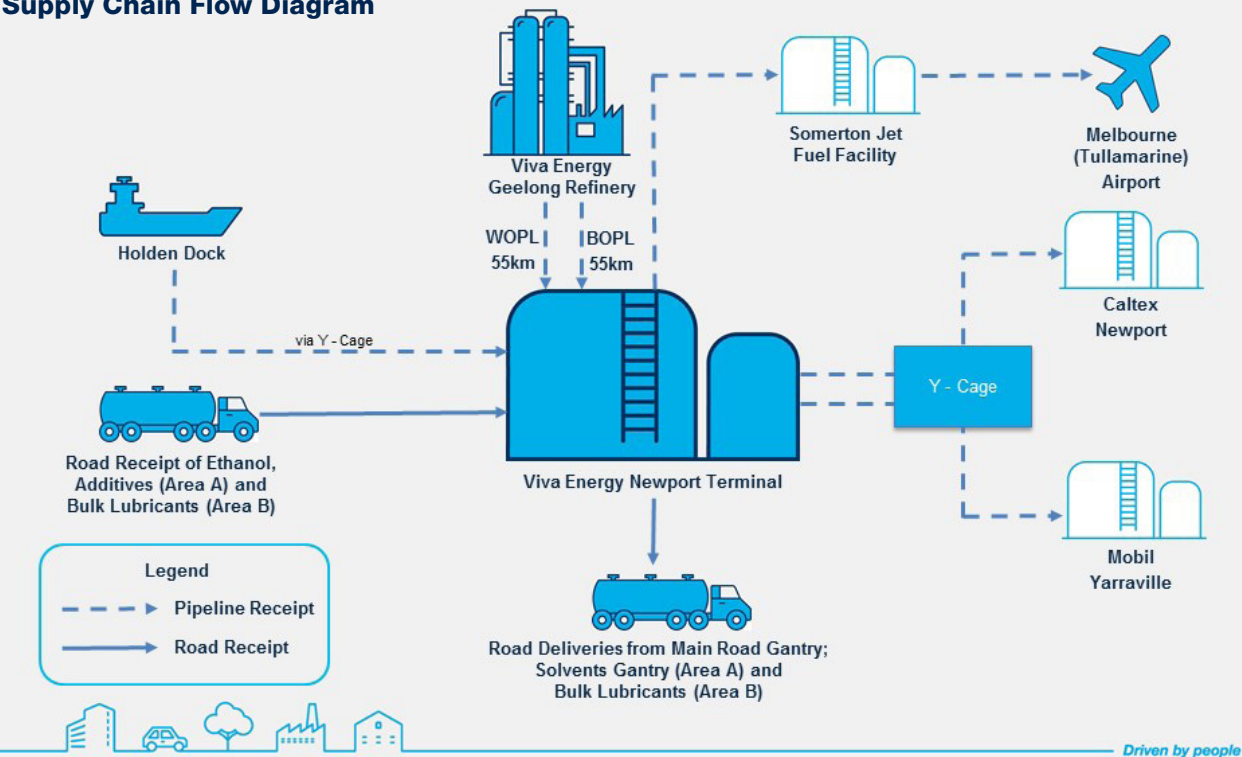 Supply Chain Flow Diagram
Viva Energy
Geelong Refinery
Somerton Jet
Fuel Facility
Melbourne
(Tullamarine)
Airport
Holden Dock
WOPL
55km
BOPL
55km
via Y - Cage
Caltex
Newport
Y - Cage
Road Receipt of Ethanol,
Additives (Area A) and
Bulk Lubricants (Area B)
Viva Energy Newport Terminal
Mobil
Yarraville
Legend
Pipeline Receipt
Road Receipt
Road Deliveries from Main Road Gantry;
Solvents Gantry (Area A) and
Bulk Lubricants (Area B)
Driven by people